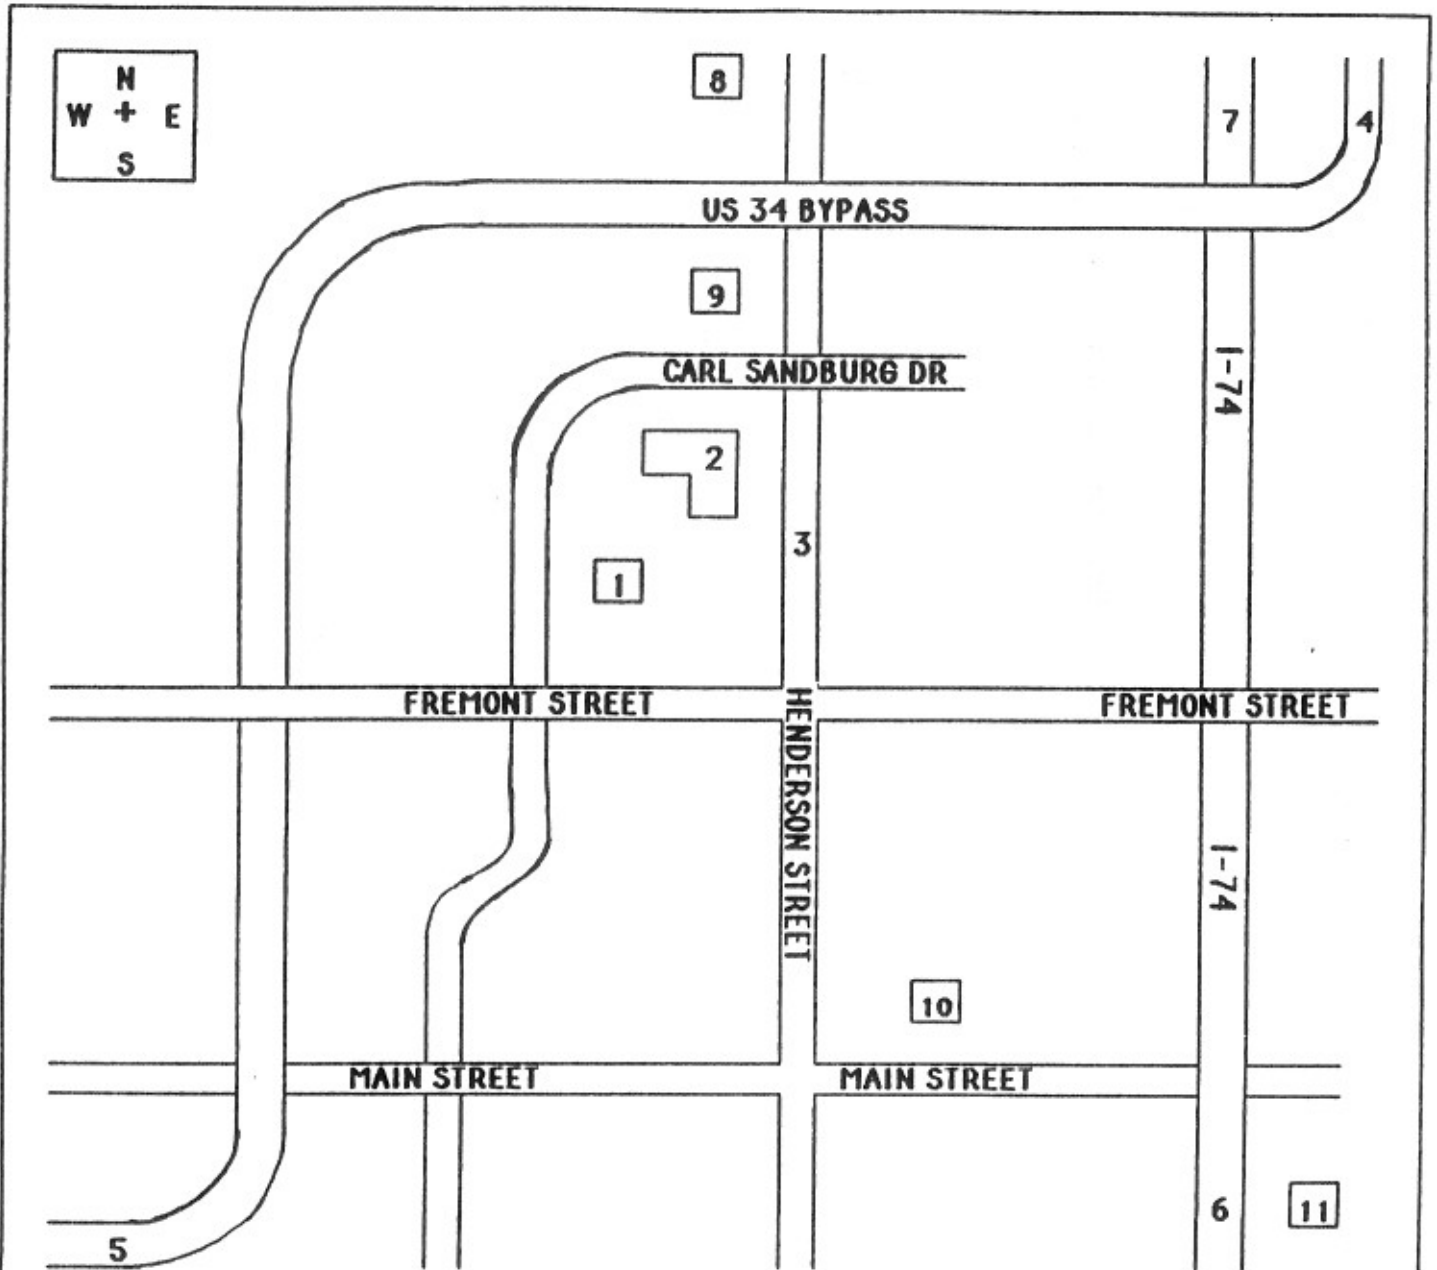 N
W + E
S
8
7
4
US 34 BYPASS
9
CARL SANDBURG DR
I-74
2
3
1
FREMONT STREET
FREMONT STREET
HENDERSON STREET
I-74
10
MAIN STREET
MAIN STREET
6
11
5